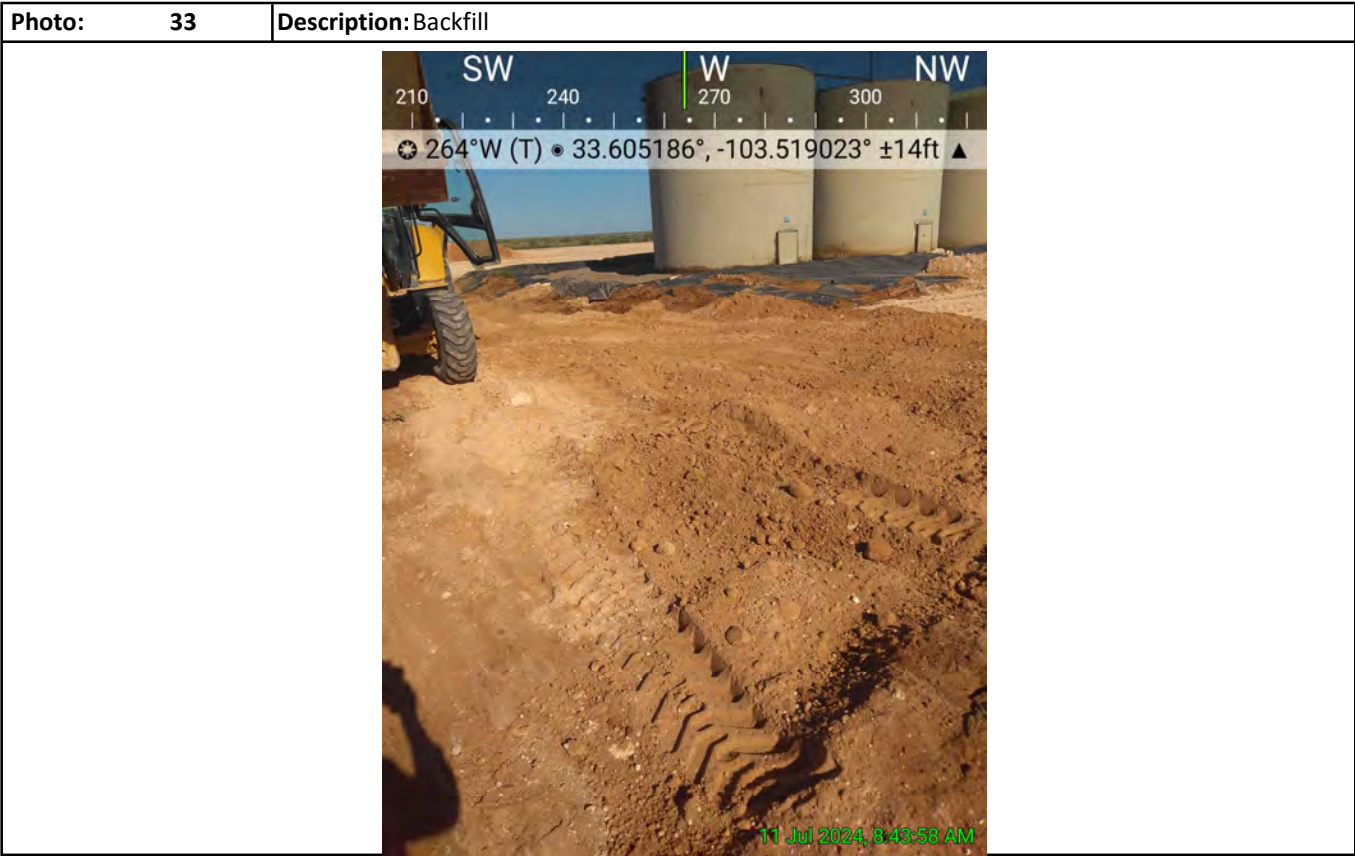 Photo: 33 Description: Backfill
SW W NW
210 240 270 300
264°W (T) 33.605186°, -103.519023° ±14ft ▲
11 Jul 2024, 8:43:58 AM